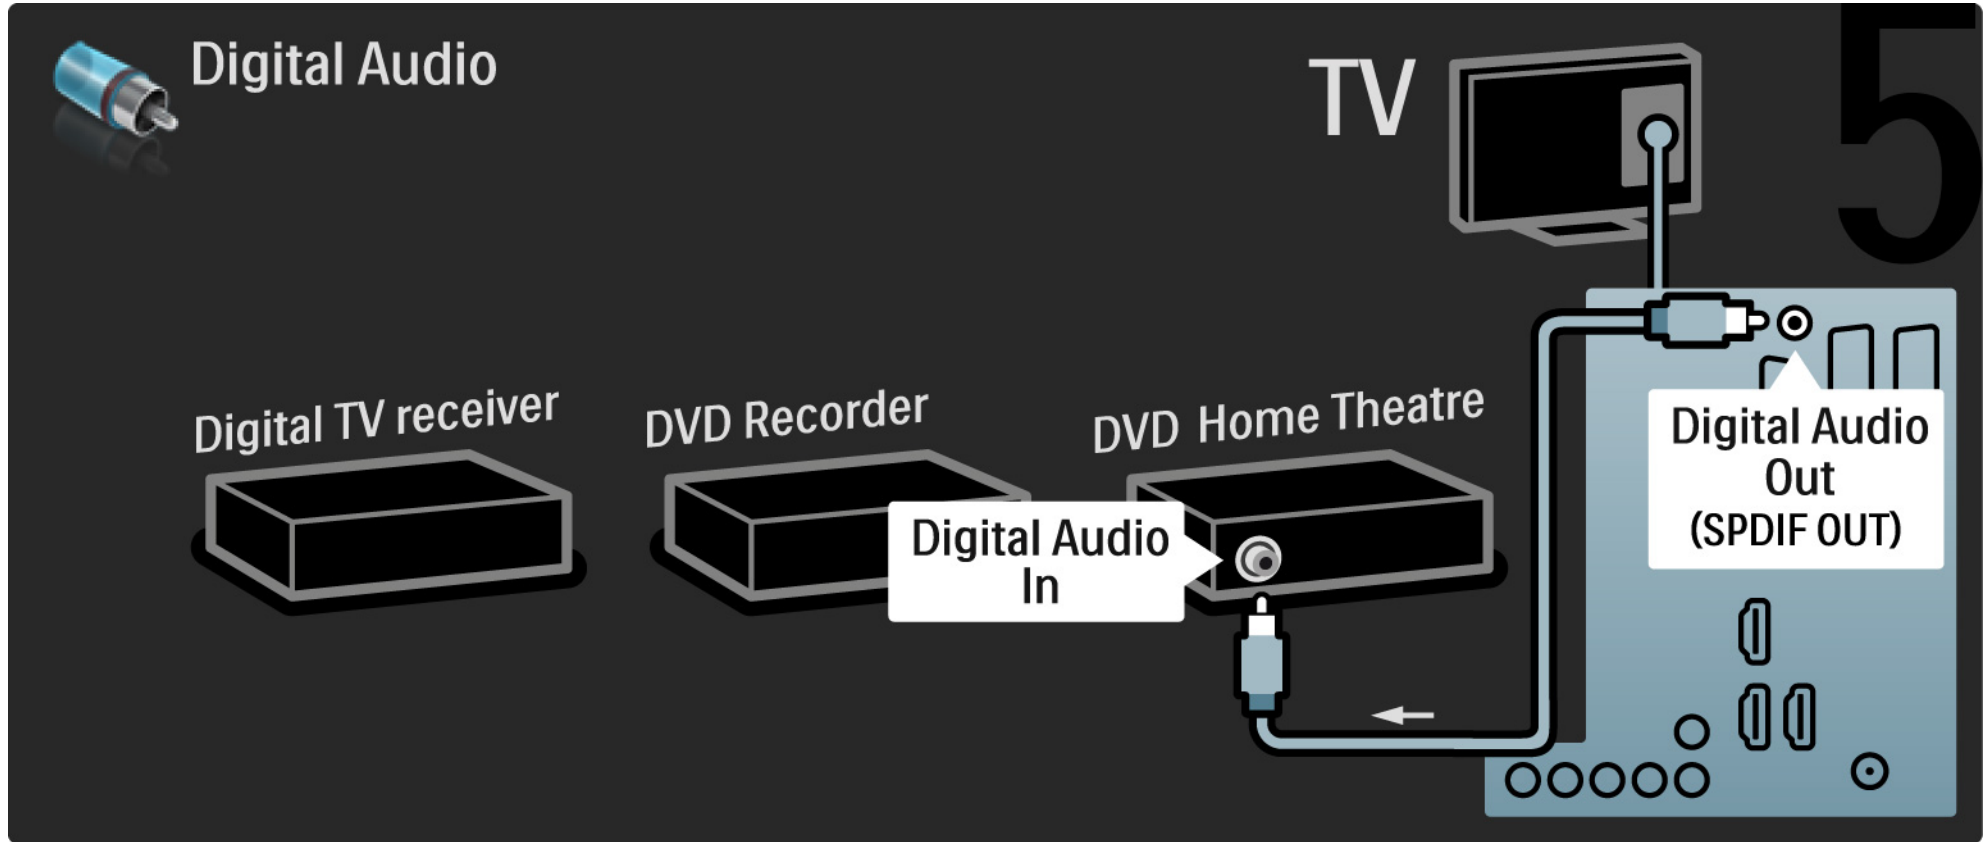 Digital Audio
TV
5
Digital TV receiver
DVD Recorder
DVD Home Theatre
Digital Audio
In
Digital Audio
Out
(SPDIF OUT)